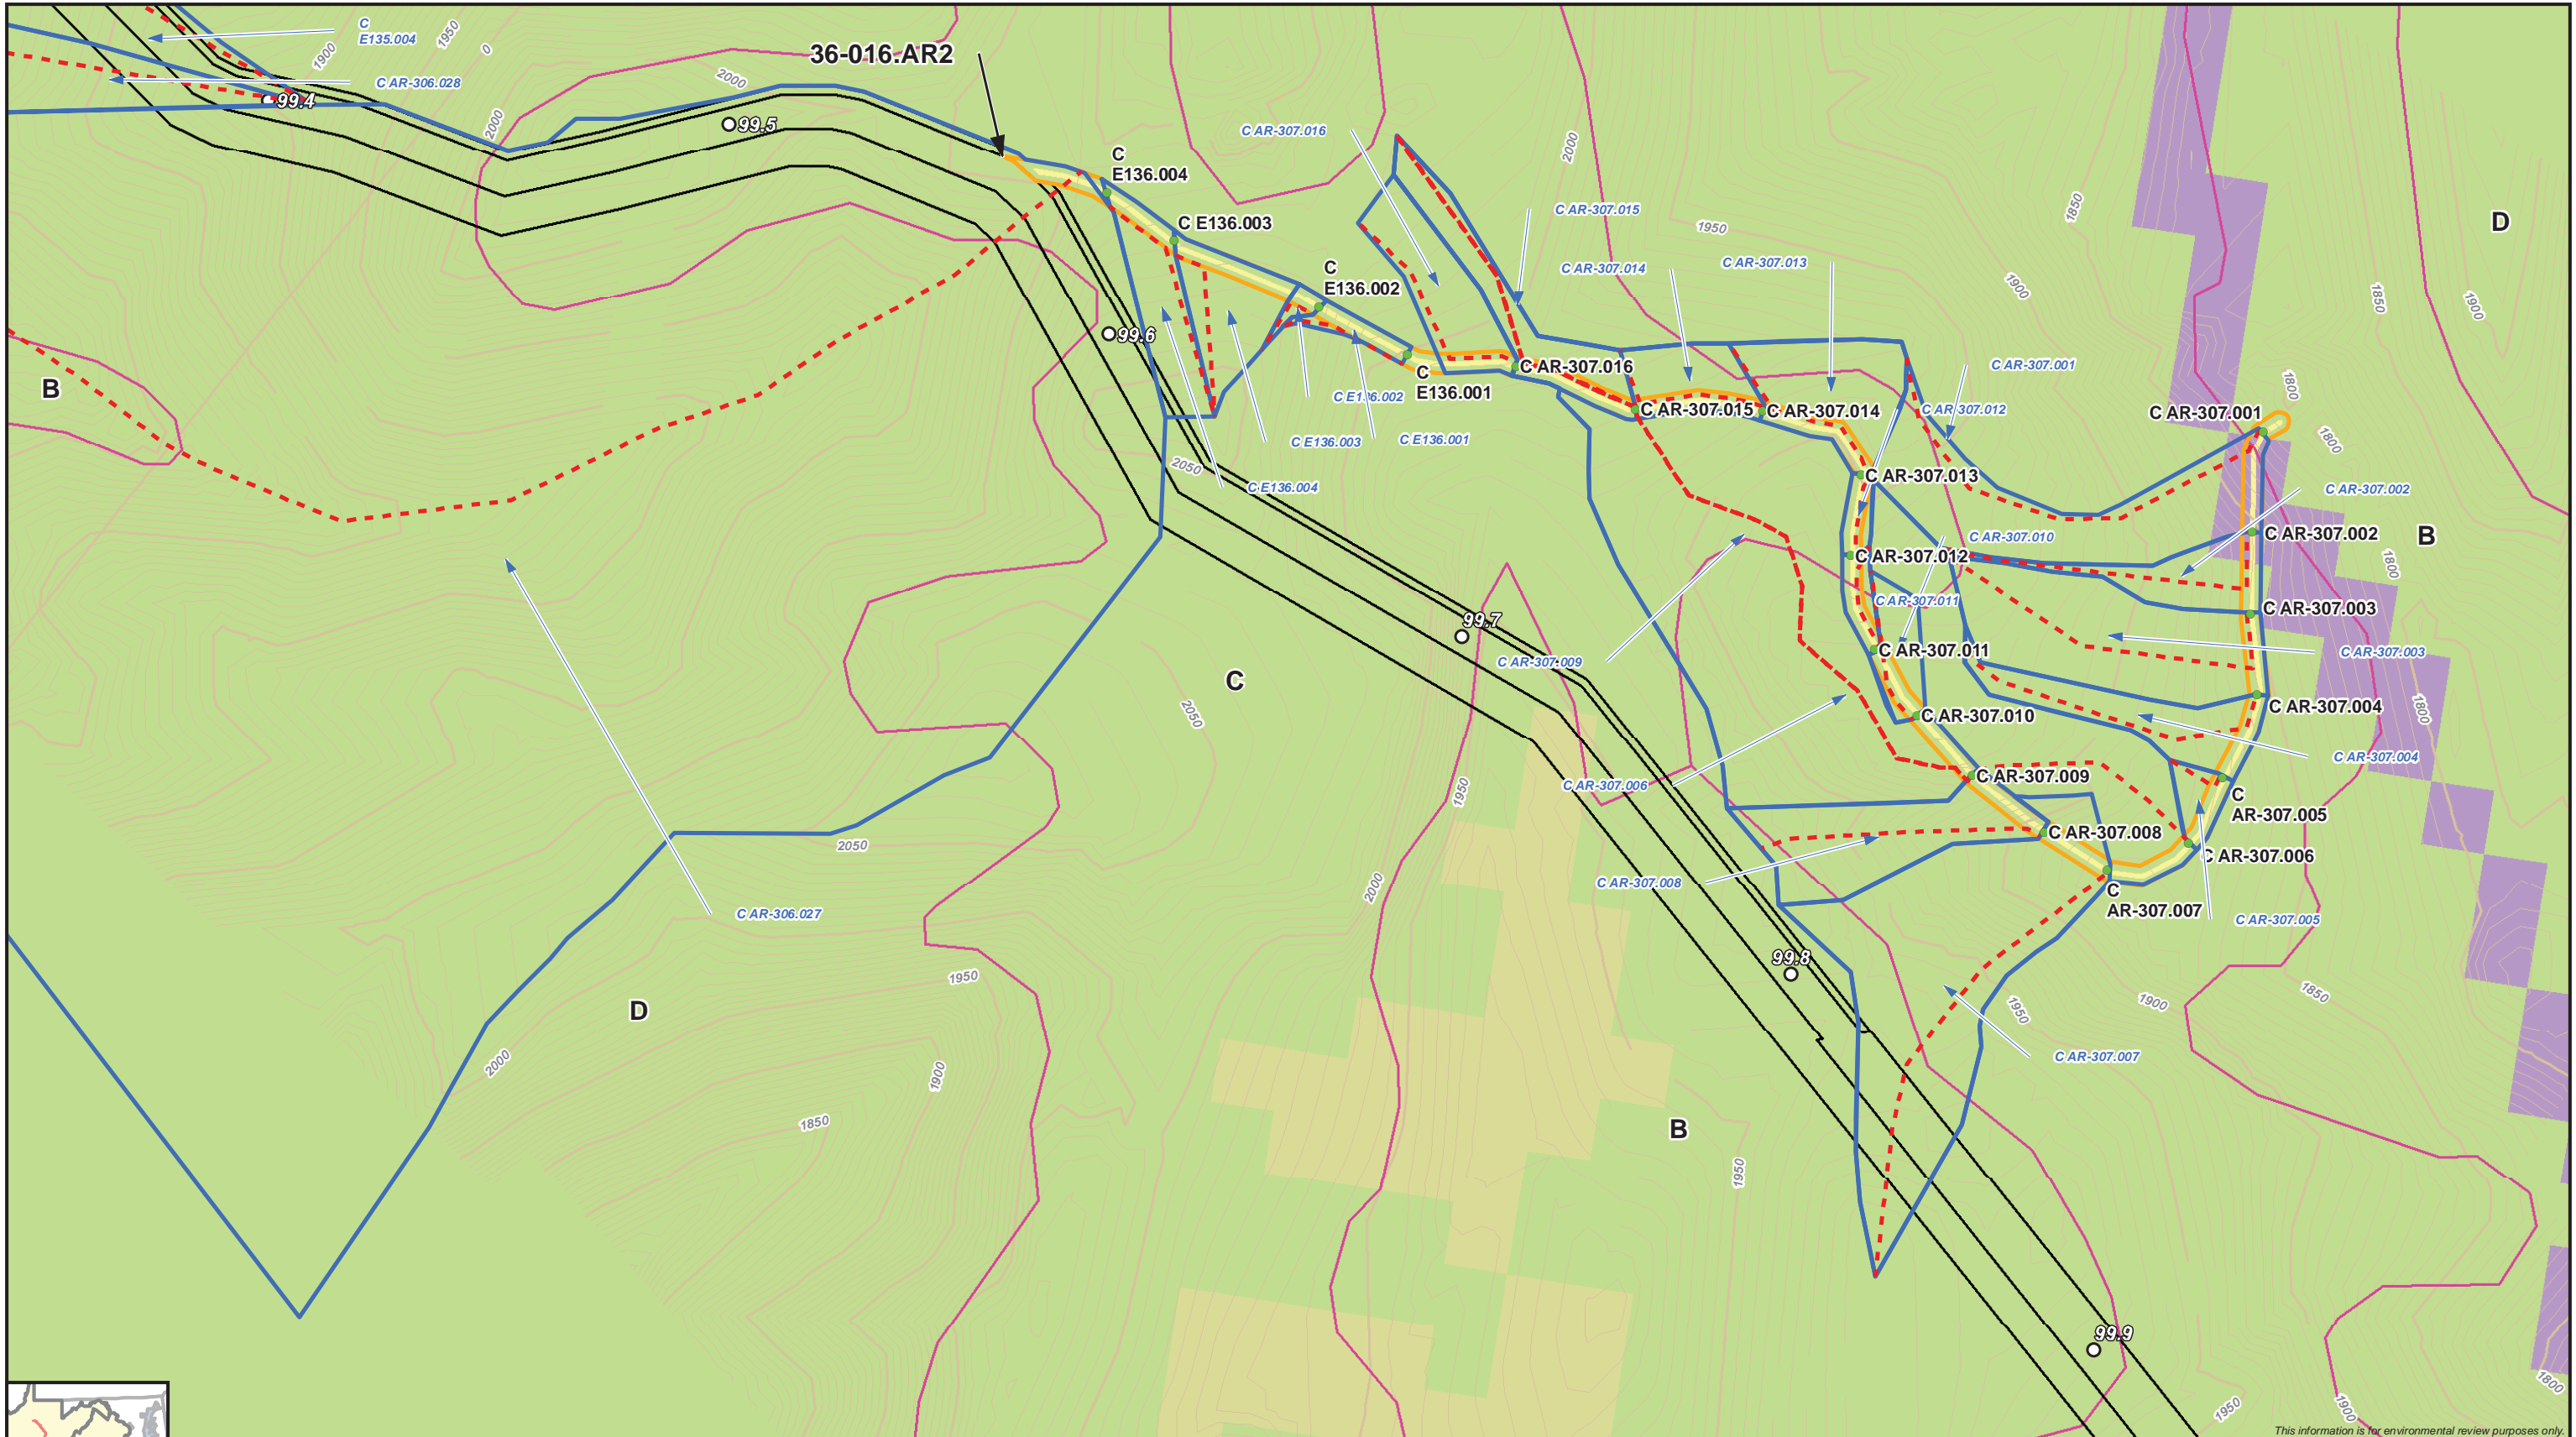 C
E135.004
1900
1950
0
C AR-306.028
36-016.AR2
2000
99.4
99.5
2000
C
E136.004
C AR-307.016
2000
C E136.003
C AR-307.015
1950
1850
D
C
E136.002
C AR-307.014
C AR-307.013
1900
1850
1900
99.6
B
C AR-307.016
C AR-307.001
1800
C
E136.001
C E136.002
C AR-307.015
C AR-307.014
C AR-307.012
C AR-307.001
1800
C E136.003
C E136.001
2050
C E136.004
C AR-307.013
C AR-307.002
C AR-307.010
C AR-307.002
B
C AR-307.012
1800
C AR-307.011
C AR-307.003
99.7
C AR-307.009
C AR-307.011
C AR-307.003
C
2050
C AR-307.010
C AR-307.004
1800
C AR-307.006
1950
C AR-307.009
C AR-307.004
C
AR-307.005
2050
C AR-307.008
C AR-307.006
2000
C AR-307.008
C
AR-307.007
C AR-306.027
C AR-307.005
99.8
1950
D
1950
1900
1850
2000
1900
C AR-307.007
1850
B
1950
99.9
1800
1950
1900
This information is for environmental review purposes only.